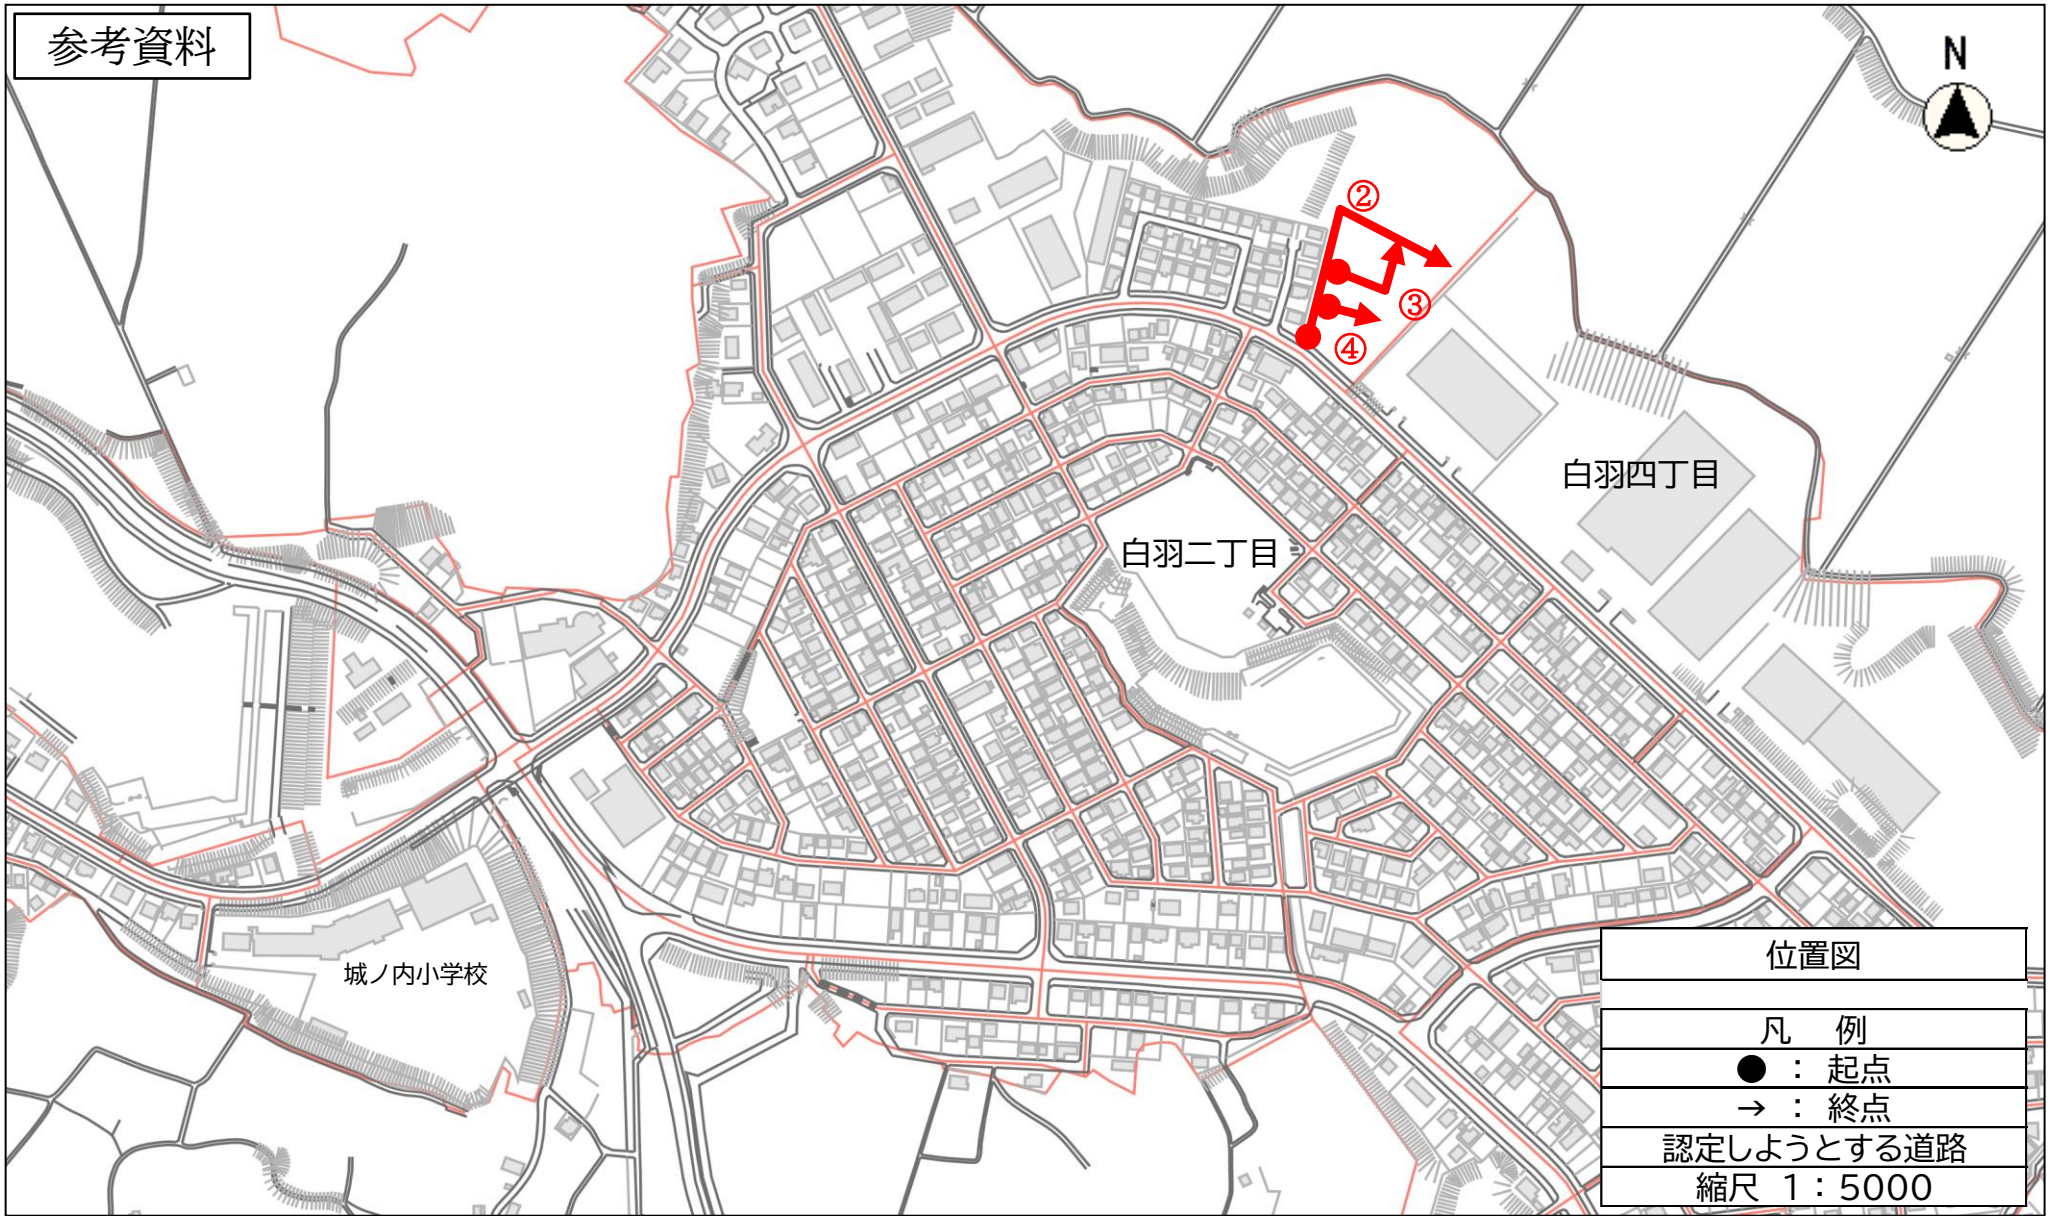 参考資料
N
②
③
④
白羽四丁目
白羽二丁目
城ノ内小学校
位置図
凡 例
● : 起点
→ : 終点
認定しようとする道路
縮尺 1:5000